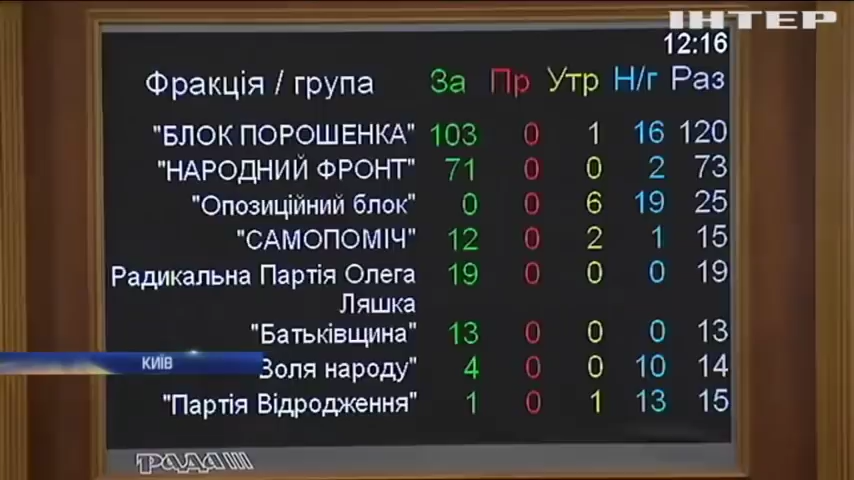 ІНТЕР
12:16
Фракція / група За Пр Утр Н/г Раз
"БЛОК ПОРОШЕНКА" 103 0 1 16 120
"НАРОДНИЙ ФРОНТ" 71 0 0 2 73
"Опозиційний блок" 0 0 6 19 25
"САМОПОМІЧ" 12 0 2 1 15
Радикальна Партія Олега 19 0 0 0 19
Ляшка
"Батьківщина" 13 0 0 0 13
КИЇВ
Воля народу" 4 0 0 10 14
"Партія Відродження" 1 0 1 13 15
РАДА III